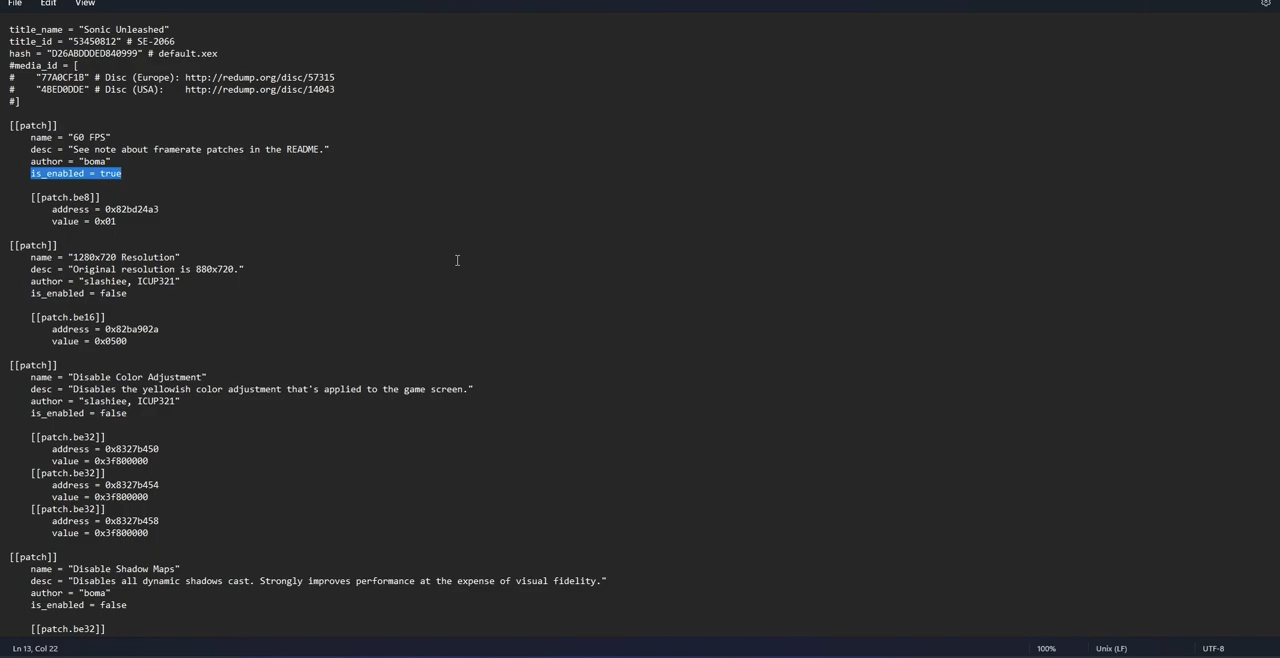 File Edit View
title_name = "Sonic Unleashed"
title_id = "53450812" # SE-2066
hash = "D26ABDDDED840999" # default.xex
#media_id = [
#    "77A0CF1B" # Disc (Europe): http://redump.org/disc/57315
#    "4BED0DDE" # Disc (USA):    http://redump.org/disc/14043
#]
[[patch]]
name = "60 FPS"
desc = "See note about framerate patches in the README."
author = "boma"
is_enabled = true
[[patch.be8]]
address = 0x82bd24a3
value = 0x01
[[patch]]
name = "1280x720 Resolution"
desc = "Original resolution is 880x720."
author = "slashiee, ICUP321"
is_enabled = false
[[patch.be16]]
address = 0x82ba902a
value = 0x0500
[[patch]]
name = "Disable Color Adjustment"
desc = "Disables the yellowish color adjustment that's applied to the game screen."
author = "slashiee, ICUP321"
is_enabled = false
[[patch.be32]]
address = 0x8327b450
value = 0x3f800000
[[patch.be32]]
address = 0x8327b454
value = 0x3f800000
[[patch.be32]]
address = 0x8327b458
value = 0x3f800000
[[patch]]
name = "Disable Shadow Maps"
desc = "Disables all dynamic shadows cast. Strongly improves performance at the expense of visual fidelity."
author = "boma"
is_enabled = false
[[patch.be32]]
Ln 13, Col 22 100% Unix (LF) UTF-8